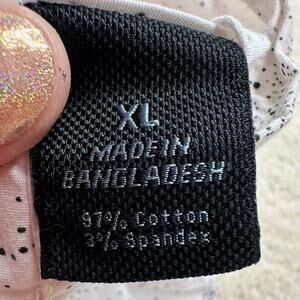 XL
MADE IN
BANGLADESH
97% Cotton
3% Spandex